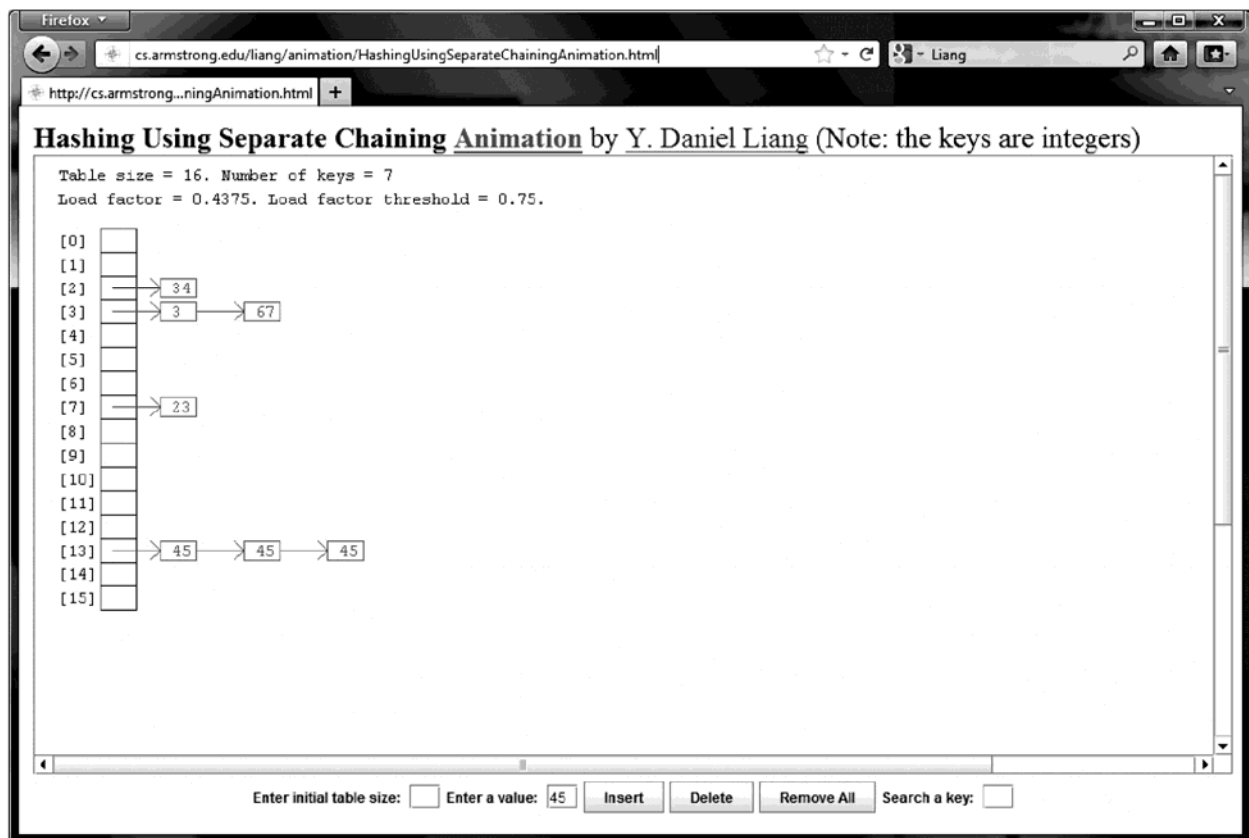 Firefox
cs.armstrong.edu/liang/animation/HashingUsingSeparateChainingAnimation.html
Liang
http://cs.armstrong...ningAnimation.html +
Hashing Using Separate Chaining Animation by Y. Daniel Liang (Note: the keys are integers)
Table size = 16. Number of keys = 7
Load factor = 0.4375. Load factor threshold = 0.75.
[0]
[1]
[2] 34
[3] 3 67
[4]
[5]
[6]
[7] 23
[8]
[9]
[10]
[11]
[12]
[13] 45 45 45
[14]
[15]
Enter initial table size: Enter a value: 45 Insert Delete Remove All Search a key: